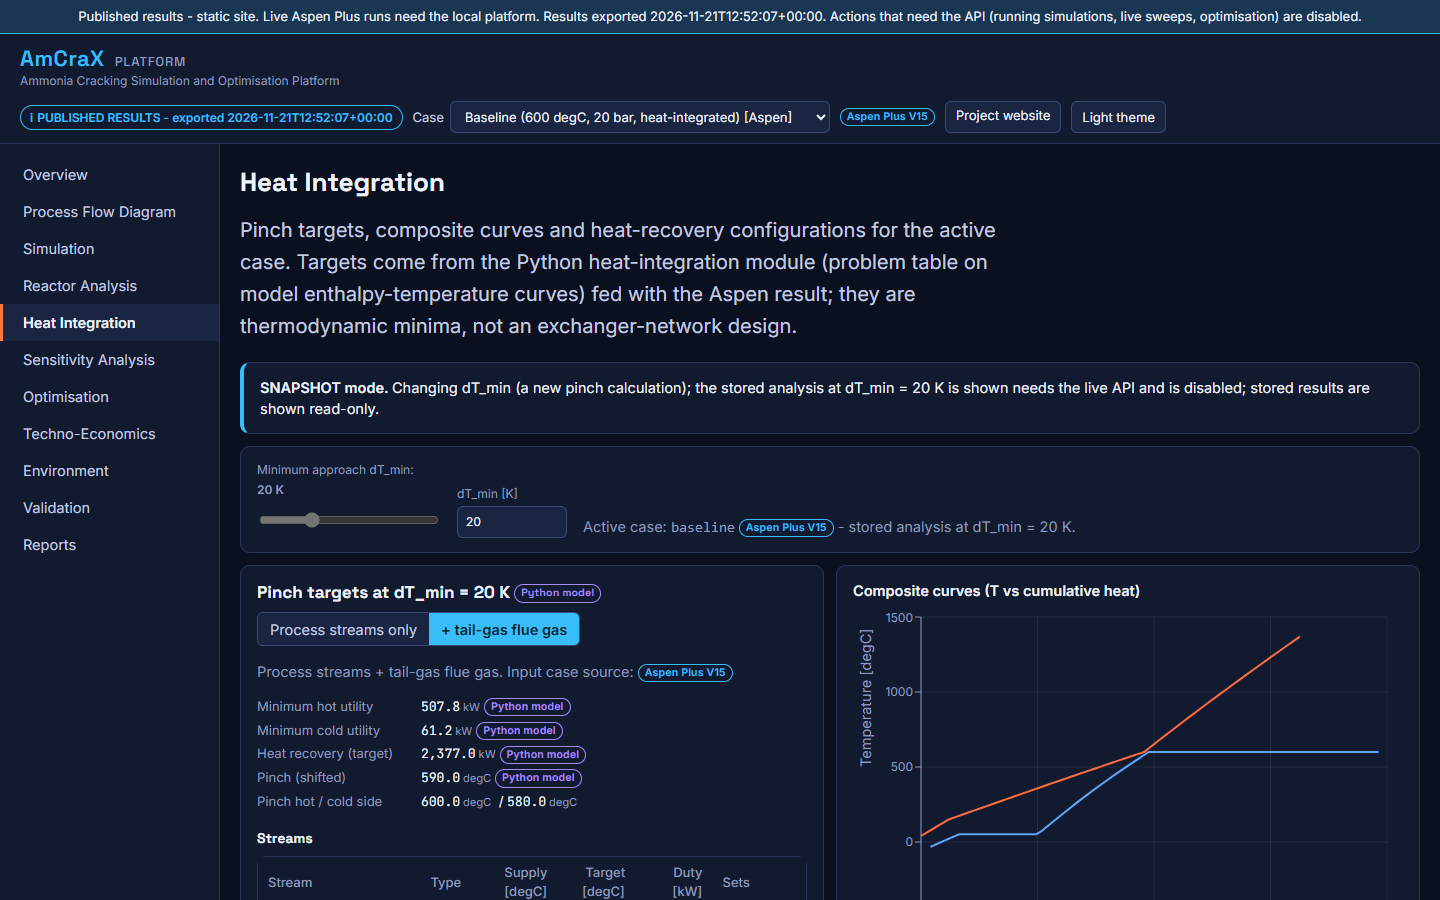 Published results - static site. Live Aspen Plus runs need the local platform. Results exported 2026-11-21T12:52:07+00:00. Actions that need the API (running simulations, live sweeps, optimisation) are disabled.
AmCraX PLATFORM
Ammonia Cracking Simulation and Optimisation Platform
i PUBLISHED RESULTS - exported 2026-11-21T12:52:07+00:00
Case
Baseline (600 degC, 20 bar, heat-integrated) [Aspen]
Aspen Plus V15
Project website
Light theme
Overview
Process Flow Diagram
Simulation
Reactor Analysis
Heat Integration
Sensitivity Analysis
Optimisation
Techno-Economics
Environment
Validation
Reports
Heat Integration
Pinch targets, composite curves and heat-recovery configurations for the active
case. Targets come from the Python heat-integration module (problem table on
model enthalpy-temperature curves) fed with the Aspen result; they are
thermodynamic minima, not an exchanger-network design.
SNAPSHOT mode. Changing dT_min (a new pinch calculation); the stored analysis at dT_min = 20 K is shown needs the live API and is disabled; stored results are
shown read-only.
Minimum approach dT_min:
20 K
dT_min [K]
20
Active case: baseline Aspen Plus V15 - stored analysis at dT_min = 20 K.
Pinch targets at dT_min = 20 K Python model
Process streams only
+ tail-gas flue gas
Process streams + tail-gas flue gas. Input case source: Aspen Plus V15
Minimum hot utility 507.8 kW Python model
Minimum cold utility 61.2 kW Python model
Heat recovery (target) 2,377.0 kW Python model
Pinch (shifted) 590.0 degC Python model
Pinch hot / cold side 600.0 degC / 580.0 degC
Streams
Stream Type Supply [degC] Target [degC] Duty [kW] Sets
Composite curves (T vs cumulative heat)
Temperature [degC]
1500
1000
500
0